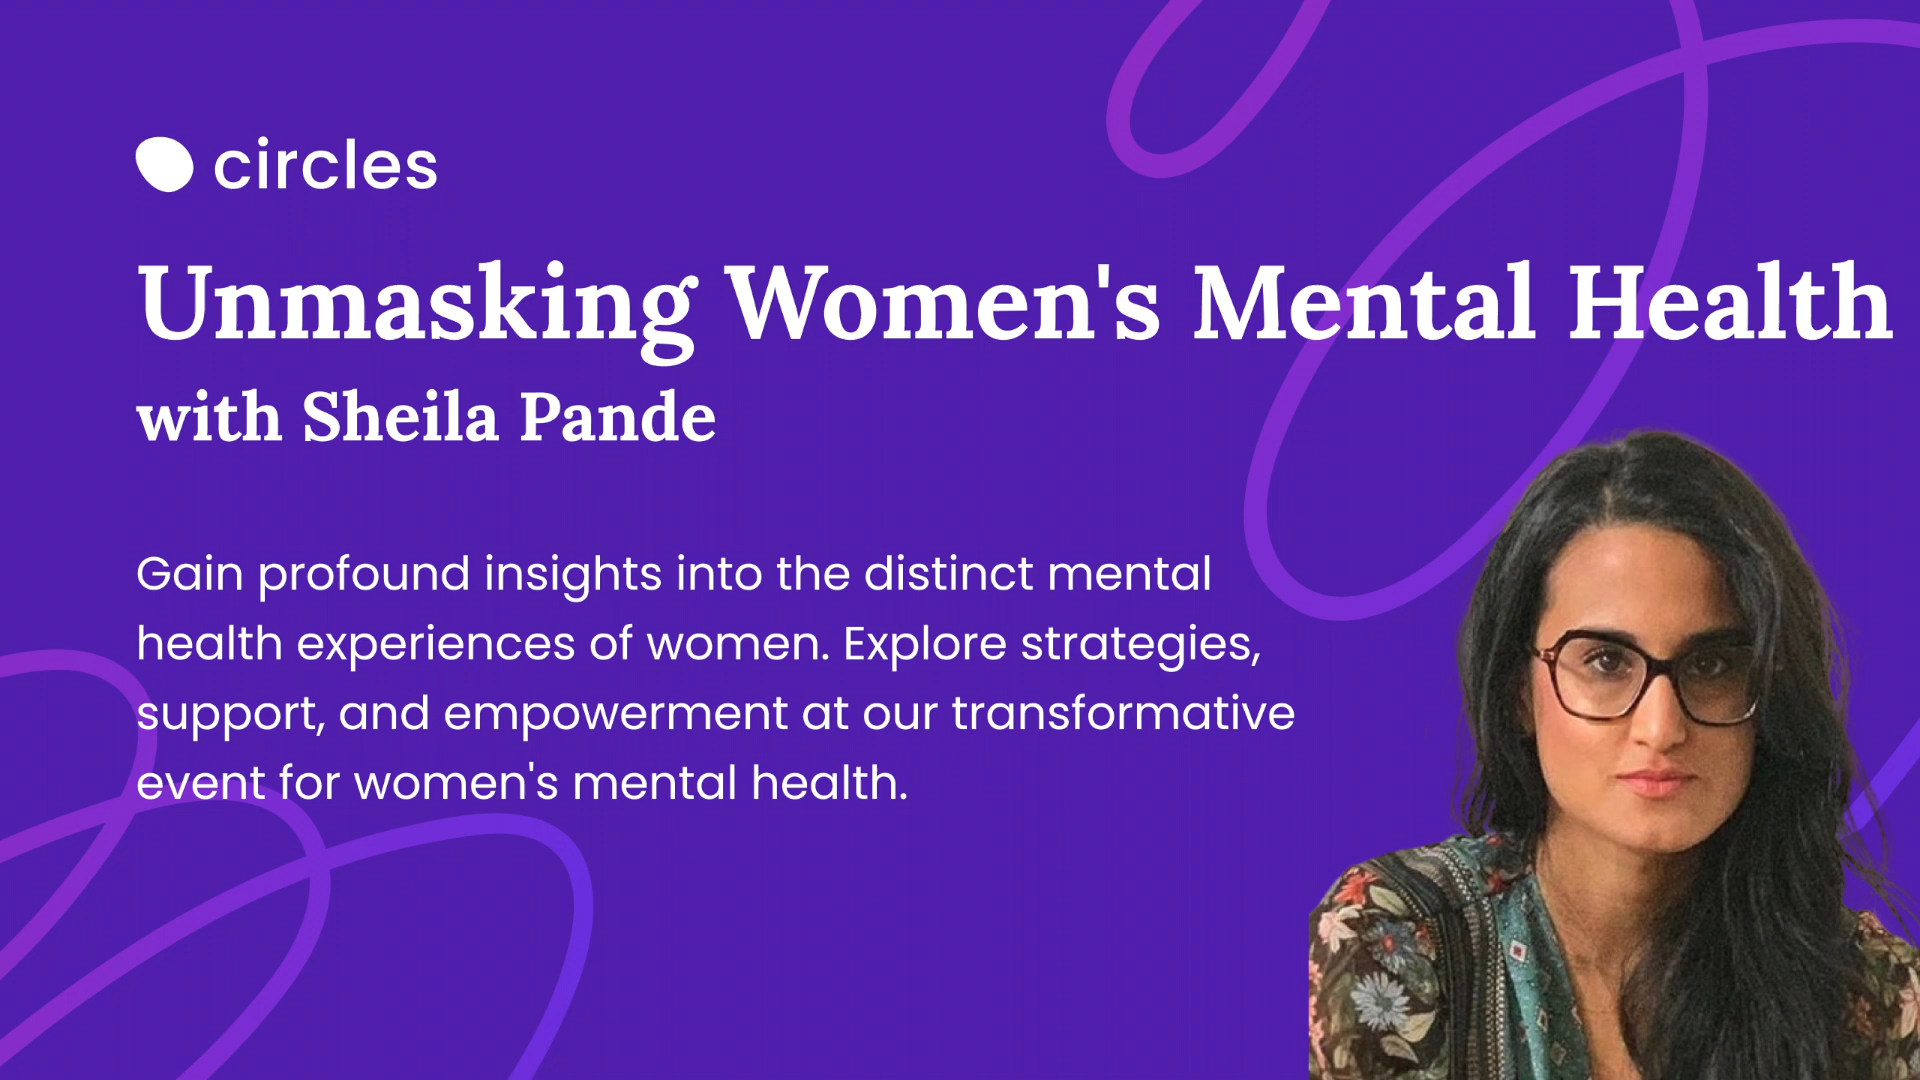 circles
Unmasking Women's Mental Health
with Sheila Pande
Gain profound insights into the distinct mental
health experiences of women. Explore strategies,
support, and empowerment at our transformative
event for women's mental health.